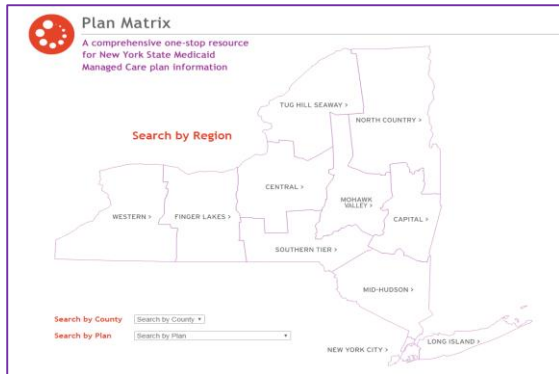 Plan Matrix
A comprehensive one-stop resource
for New York State Medicaid
Managed Care plan information
TUG HILL SEAWAY >
NORTH COUNTRY >
Search by Region
CENTRAL >
MOHAWK
VALLEY >
WESTERN >
FINGER LAKES >
CAPITAL >
SOUTHERN TIER >
MID-HUDSON >
Search by County
Search by County
Search by Plan
Search by Plan
NEW YORK CITY >
LONG ISLAND >